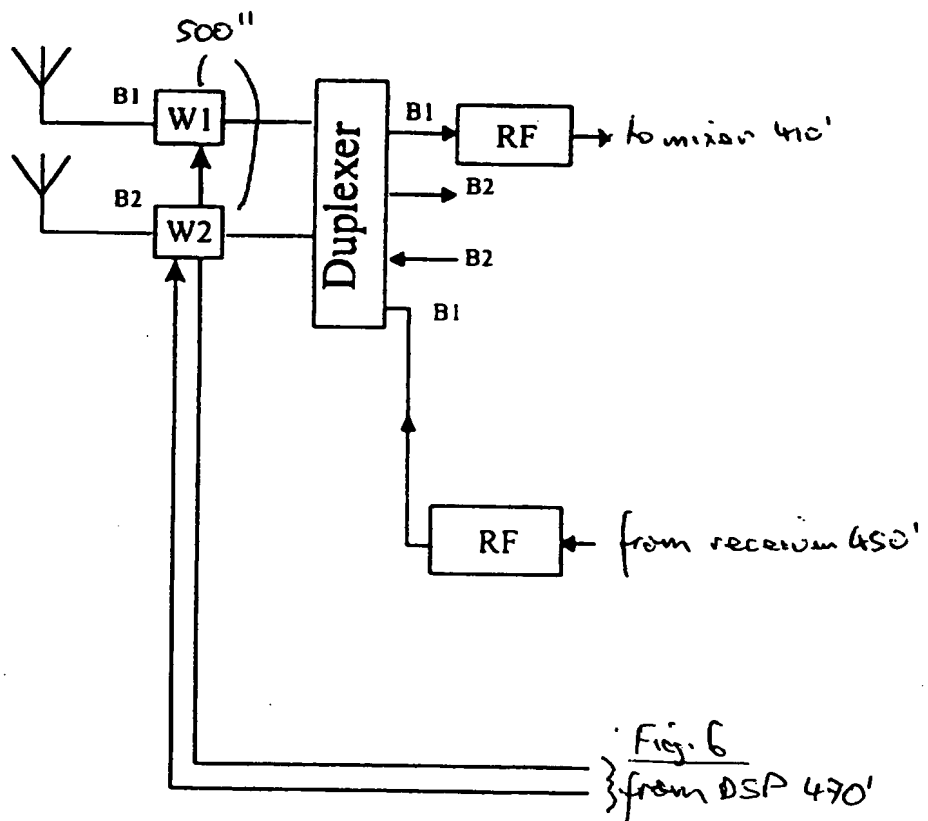 500"
B1
W1
B1
RF
to mixer 410'
B2
W2
Duplexer
B2
B2
B1
RF
from receiver 450'
Fig. 6
from DSP 470'